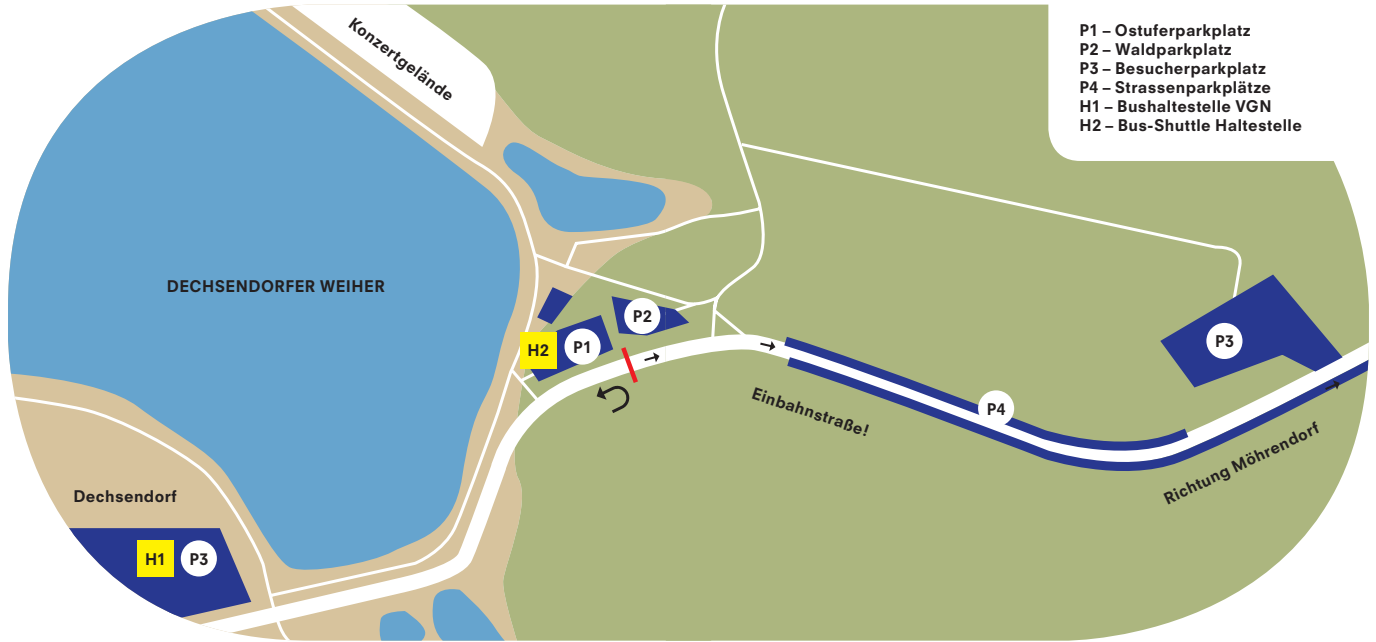 Konzertgelände
P1 – Ostuferparkplatz
P2 – Waldparkplatz
P3 – Besucherparkplatz
P4 – Strassenparkplätze
H1 – Bushaltestelle VGN
H2 – Bus-Shuttle Haltestelle
DECHSENDORFER WEIHER
P2
H2
P1
P3
P4
Einbahnstraße!
Richtung Möhrendorf
Dechsendorf
H1
P3